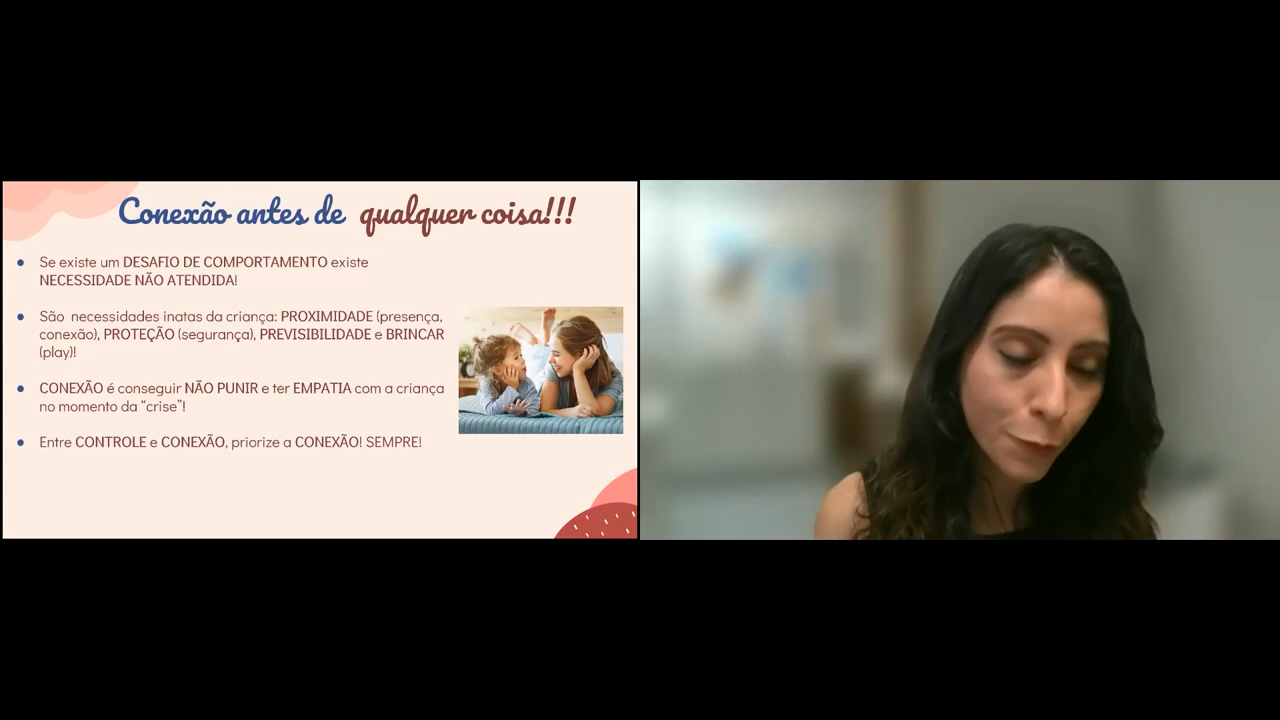 Conexão antes de qualquer coisa!!!
Se existe um DESAFIO DE COMPORTAMENTO existe
NECESSIDADE NÃO ATENDIDA!
São necessidades inatas da criança: PROXIMIDADE (presença,
conexão), PROTEÇÃO (segurança), PREVISIBILIDADE e BRINCAR
(play)!
CONEXÃO é conseguir NÃO PUNIR e ter EMPATIA com a criança
no momento da “crise”!
Entre CONTROLE e CONEXÃO, priorize a CONEXÃO! SEMPRE!